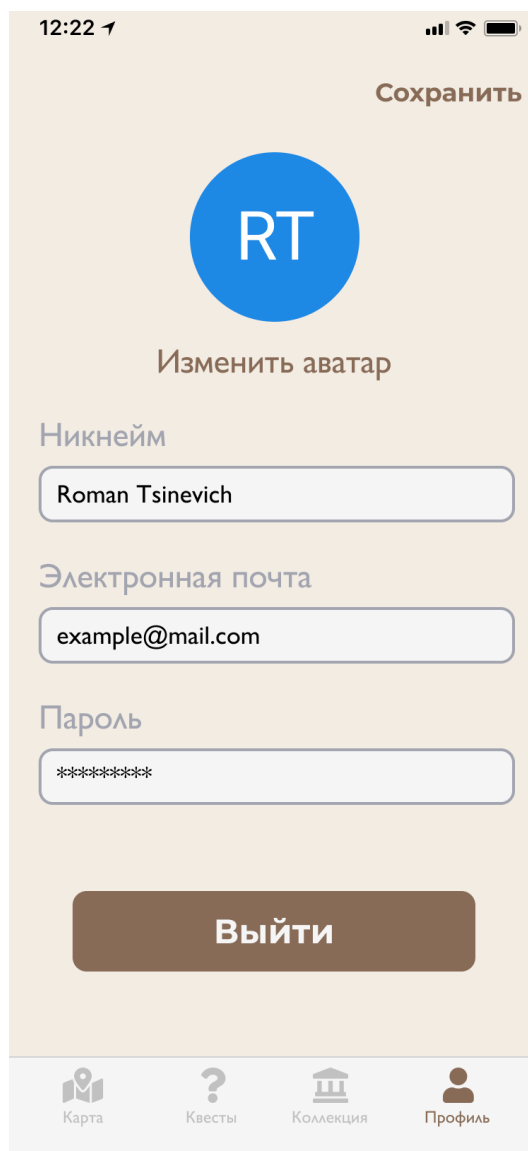 12:22
Сохранить
RT
Изменить аватар
Никнейм
Roman Tsinevich
Электронная почта
example@mail.com
Пароль
*********
Выйти
Карта
Квесты
Коллекция
Профиль